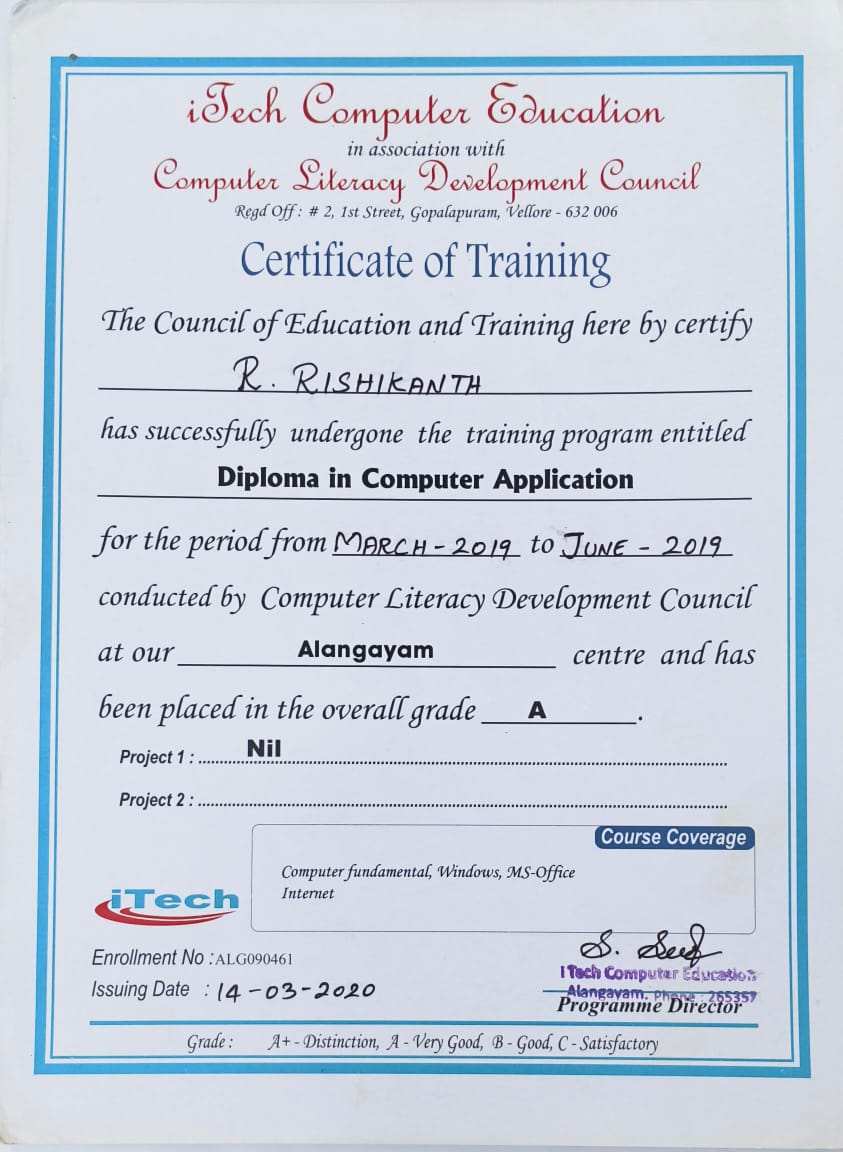 iTech Computer Education
in association with
Computer Literacy Development Council
Regd Off : # 2, 1st Street, Gopalapuram, Vellore - 632 006
Certificate of Training
The Council of Education and Training here by certify
R. RISHIKANTH
has successfully undergone the training program entitled
Diploma in Computer Application
for the period from MARCH - 2019 to JUNE - 2019
conducted by Computer Literacy Development Council
at our Alangayam centre and has
been placed in the overall grade A.
Project 1 : Nil
Project 2 :
Course Coverage
Computer fundamental, Windows, MS-Office
Internet
iTech
Enrollment No : ALG090461
Issuing Date : 14-03-2020
S.
I Tech Computer Education
Alangayam. Phone : 265357
Programme Director
Grade : A+ - Distinction, A - Very Good, B - Good, C - Satisfactory